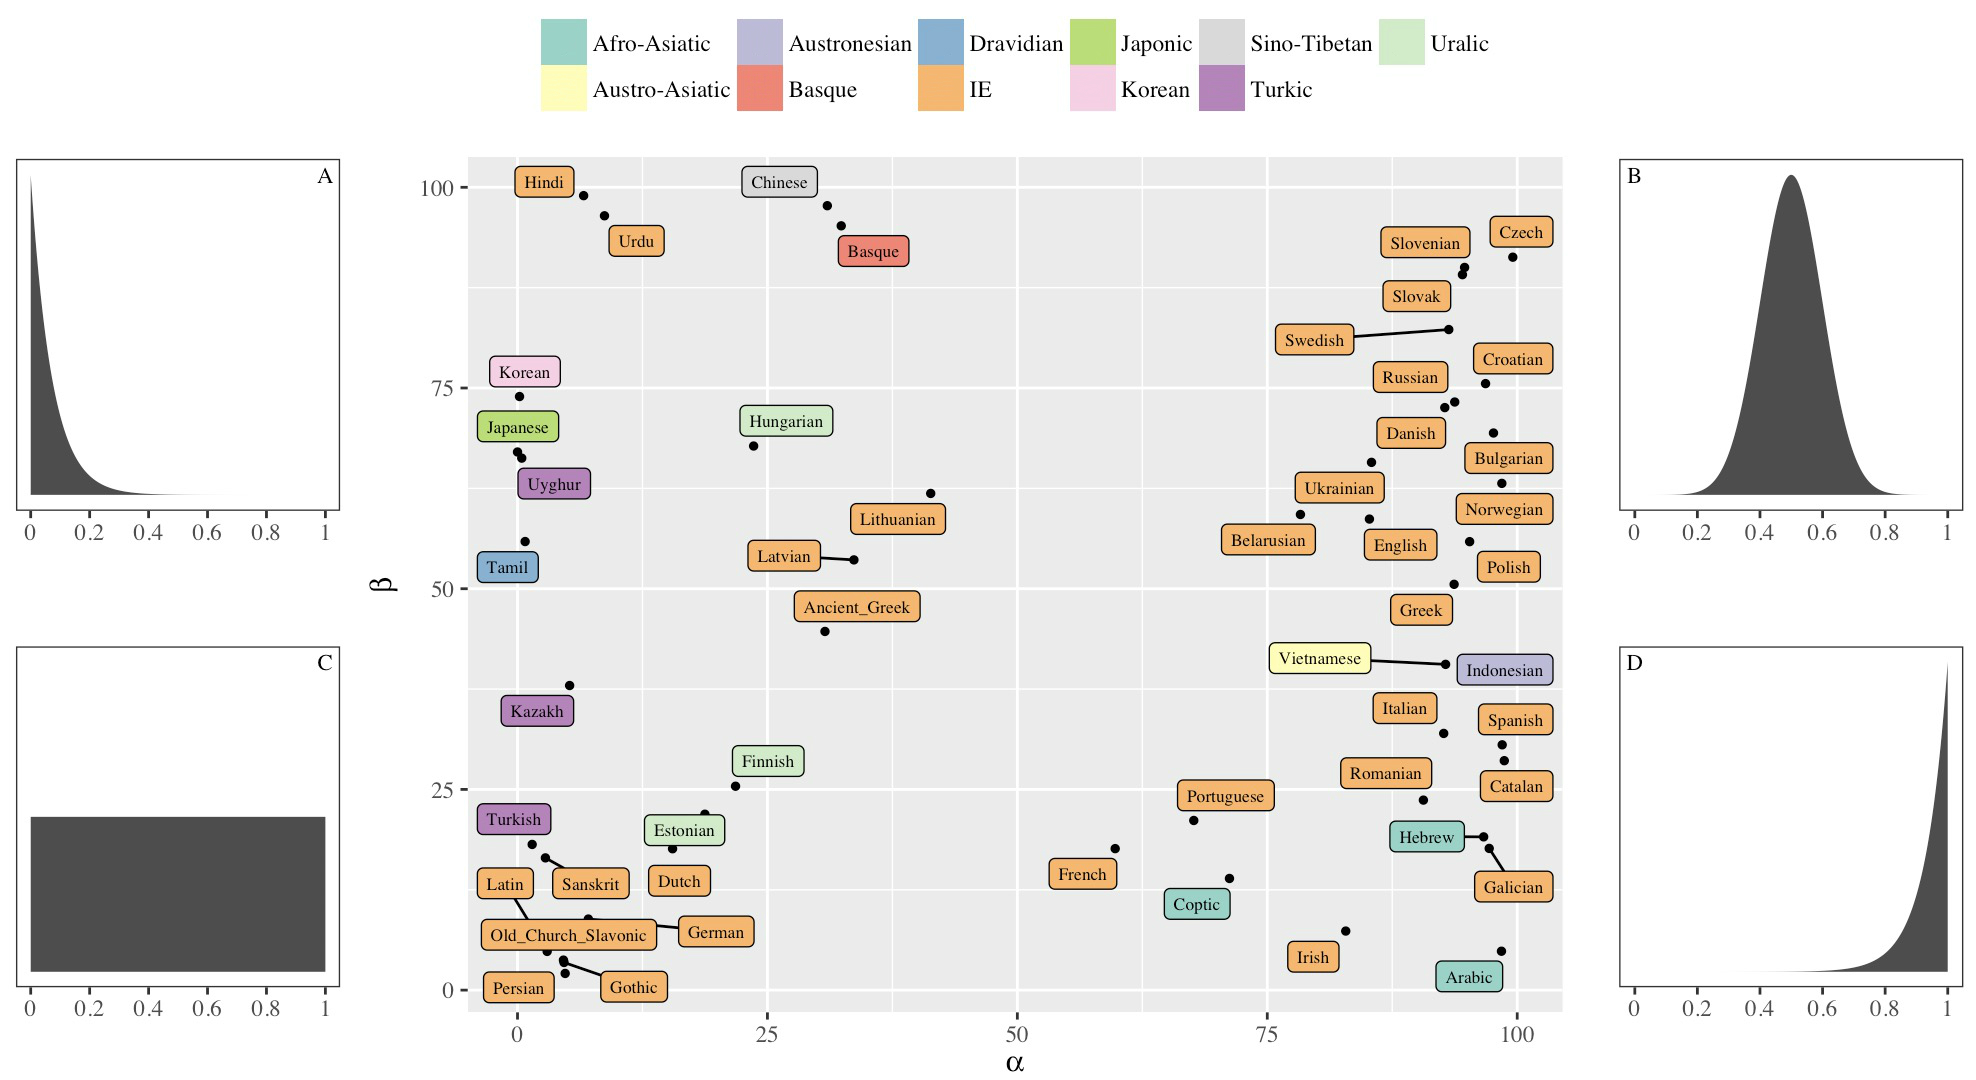 Afro-Asiatic Austronesian Dravidian Japonic Sino-Tibetan Uralic
Austro-Asiatic Basque IE Korean Turkic
A
0 0.2 0.4 0.6 0.8 1
C
0 0.2 0.4 0.6 0.8 1
β
100
75
50
25
0
Hindi
Chinese
Urdu
Basque
Czech
Slovenian
Slovak
Swedish
Croatian
Korean
Russian
Hungarian
Japanese
Danish
Bulgarian
Uyghur
Ukrainian
Norwegian
Lithuanian
Belarusian
English
Latvian
Tamil
Polish
Ancient_Greek
Greek
Vietnamese
Indonesian
Kazakh
Italian
Spanish
Finnish
Romanian
Catalan
Portuguese
Turkish
Estonian
Hebrew
French
Latin
Sanskrit
Dutch
Galician
Coptic
Old_Church_Slavonic
German
Irish
Arabic
Persian
Gothic
0 25 50 75 100
α
B
0 0.2 0.4 0.6 0.8 1
D
0 0.2 0.4 0.6 0.8 1